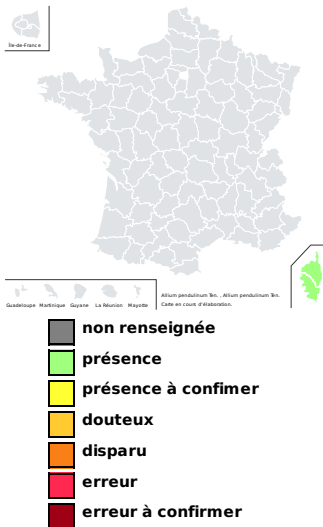 Île-de-France
Allium pendulinum Ten. , Allium pendulinum Ten.
Guadeloupe Martinique Guyane La Réunion Mayotte
Carte en cours d'élaboration.
non renseignée
présence
présence à confimer
douteux
disparu
erreur
erreur à confirmer